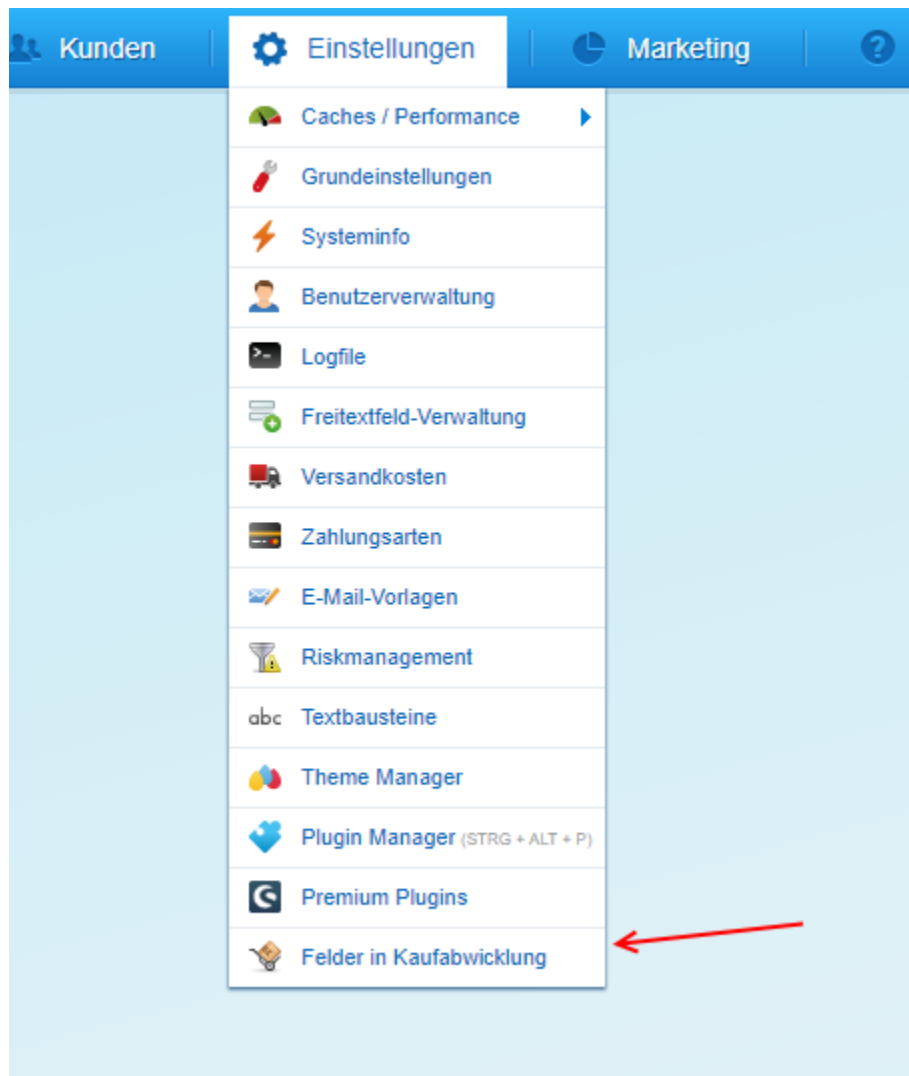 Kunden
Einstellungen
Marketing
?
Caches / Performance
Grundeinstellungen
Systeminfo
Benutzerverwaltung
>-
Logfile
Freitextfeld-Verwaltung
Versandkosten
Zahlungsarten
E-Mail-Vorlagen
Riskmanagement
abc Textbausteine
Theme Manager
Plugin Manager (STRG + ALT + P)
Premium Plugins
Felder in Kaufabwicklung